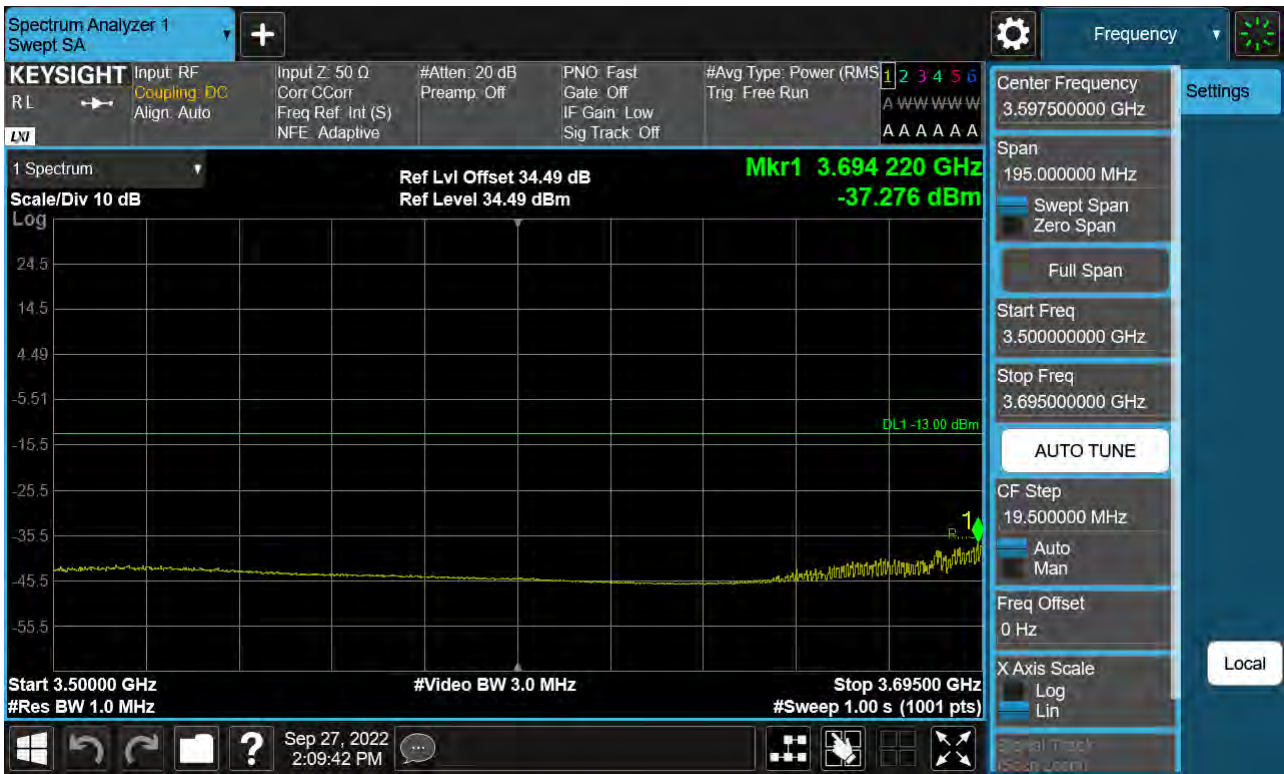 Spectrum Analyzer 1
Swept SA
+
Frequency
KEYSIGHT
RL
LXI
Input: RF
Coupling: DC
Align: Auto
Input Z: 50 Ω
Corr CCorr
Freq Ref: Int (S)
NFE: Adaptive
#Atten: 20 dB
Preamp: Off
PNO: Fast
Gate: Off
IF Gain: Low
Sig Track: Off
#Avg Type: Power (RMS
Trig: Free Run
1 2 3 4 5 6
A W W W W W
A A A A A A
1 Spectrum
Scale/Div 10 dB
Log
Ref Lvl Offset 34.49 dB
Ref Level 34.49 dBm
Mkr1 3.694 220 GHz
-37.276 dBm
24.5
14.5
4.49
-5.51
DL1 -13.00 dBm
-15.5
-25.5
1
-35.5
-45.5
-55.5
Start 3.50000 GHz
#Res BW 1.0 MHz
#Video BW 3.0 MHz
Stop 3.69500 GHz
#Sweep 1.00 s (1001 pts)
Center Frequency
3.597500000 GHz
Settings
Span
195.000000 MHz
Swept Span
Zero Span
Full Span
Start Freq
3.500000000 GHz
Stop Freq
3.695000000 GHz
AUTO TUNE
CF Step
19.500000 MHz
Auto
Man
Freq Offset
0 Hz
X Axis Scale
Log
Lin
Local
Signal Track
(Span Zoom)
?
Sep 27, 2022
2:09:42 PM